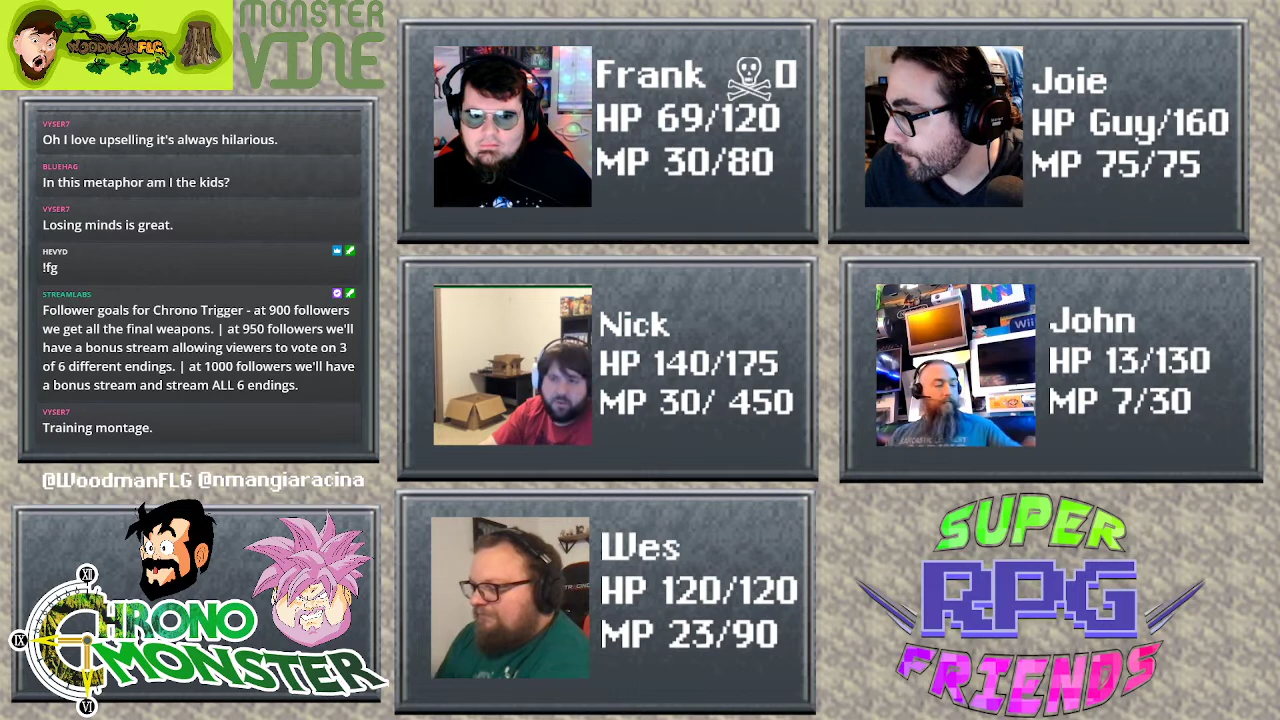 WOODMANFLG
MONSTER
VINE
VYSER7
Oh I love upselling it's always hilarious.
BLUEHAG
In this metaphor am I the kids?
VYSER7
Losing minds is great.
HEVYD
!fg
STREAMLABS
Follower goals for Chrono Trigger - at 900 followers
we get all the final weapons. | at 950 followers we'll
have a bonus stream allowing viewers to vote on 3
of 6 different endings. | at 1000 followers we'll have
a bonus stream and stream ALL 6 endings.
VYSER7
Training montage.
@WoodmanFLG @nmangiaracina
XII
IX
V
VI
CHRONO
MONSTER
Frank 0
HP 69/120
MP 30/80
Joie
HP Guy/160
MP 75/75
Nick
HP 140/175
MP 30/ 450
Wii
John
HP 13/130
MP 7/30
Wes
HP 120/120
MP 23/90
SUPER
RPG
FRIENDS